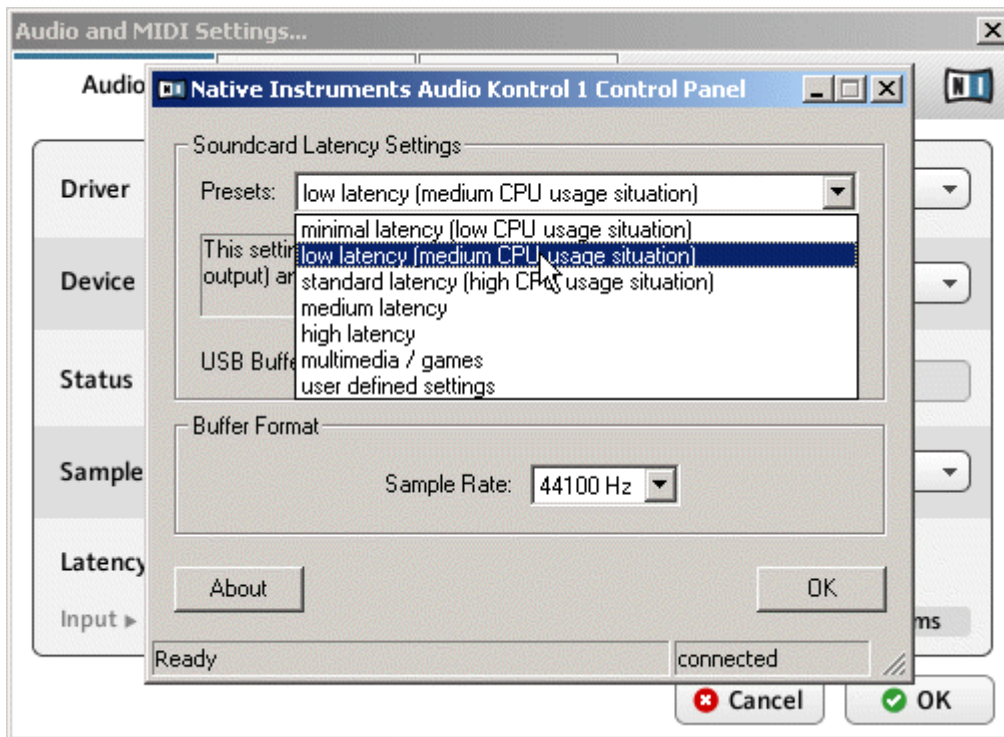 Audio and MIDI Settings...
Audio
NI
NI Native Instruments Audio Kontrol 1 Control Panel
Soundcard Latency Settings
Driver
Presets: low latency (medium CPU usage situation)
minimal latency (low CPU usage situation)
This settin
low latency (medium CPU usage situation)
Device
output) ar
standard latency (high CPU usage situation)
medium latency
high latency
USB Buffe
multimedia / games
Status
user defined settings
Buffer Format
Sample
Sample Rate: 44100 Hz
Latency
About
OK
Input
ms
Ready
connected
Cancel
OK